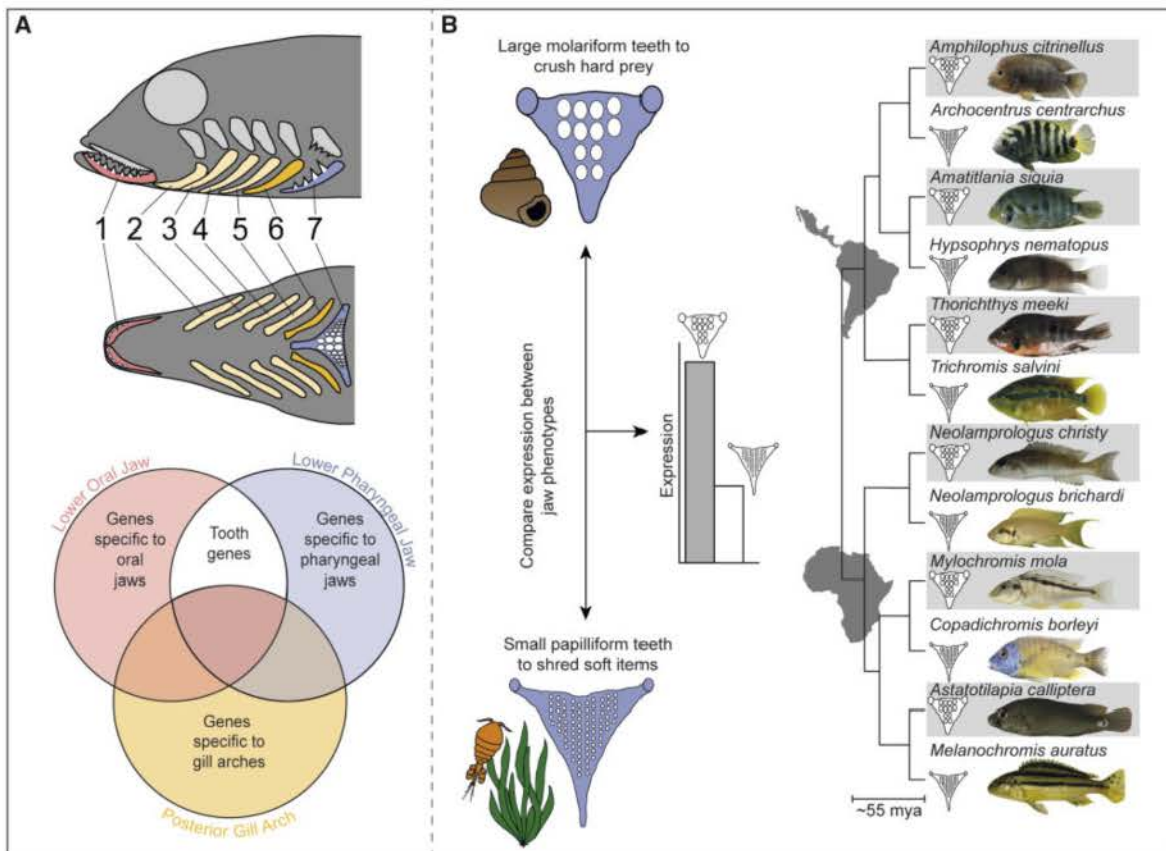 A
1 2 3 4 5 6 7
Lower Oral Jaw
Lower Pharyngeal Jaw
Genes
specific to
oral
jaws
Tooth
genes
Genes
specific to
pharyngeal
jaws
Genes
specific to
gill arches
Posterior Gill Arch
B
Large molariform teeth to
crush hard prey
Compare expression between
jaw phenotypes
Expression
Small papilliform teeth
to shred soft items
Amphilophus citrinellus
Archocentrus centrarchus
Amatitlania siquia
Hypsophrys nematopus
Thorichthys meeki
Trichromis salvini
Neolamprologus christy
Neolamprologus brichardi
Mylochromis mola
Copadichromis borleyi
Astatotilapia calliptera
Melanochromis auratus
~55 mya